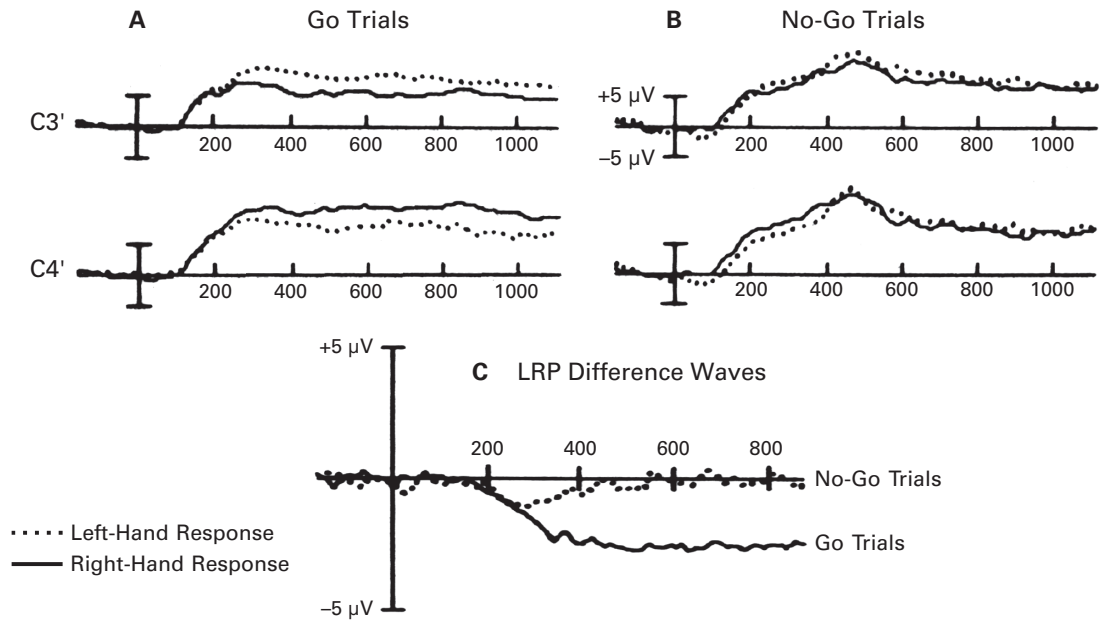 A Go Trials
B No-Go Trials
C3'
200 400 600 800 1000
+5 µV
–5 µV
200 400 600 800 1000
C4'
200 400 600 800 1000
200 400 600 800 1000
+5 µV
C LRP Difference Waves
200 400 600 800
No-Go Trials
Left-Hand Response
Go Trials
Right-Hand Response
–5 µV